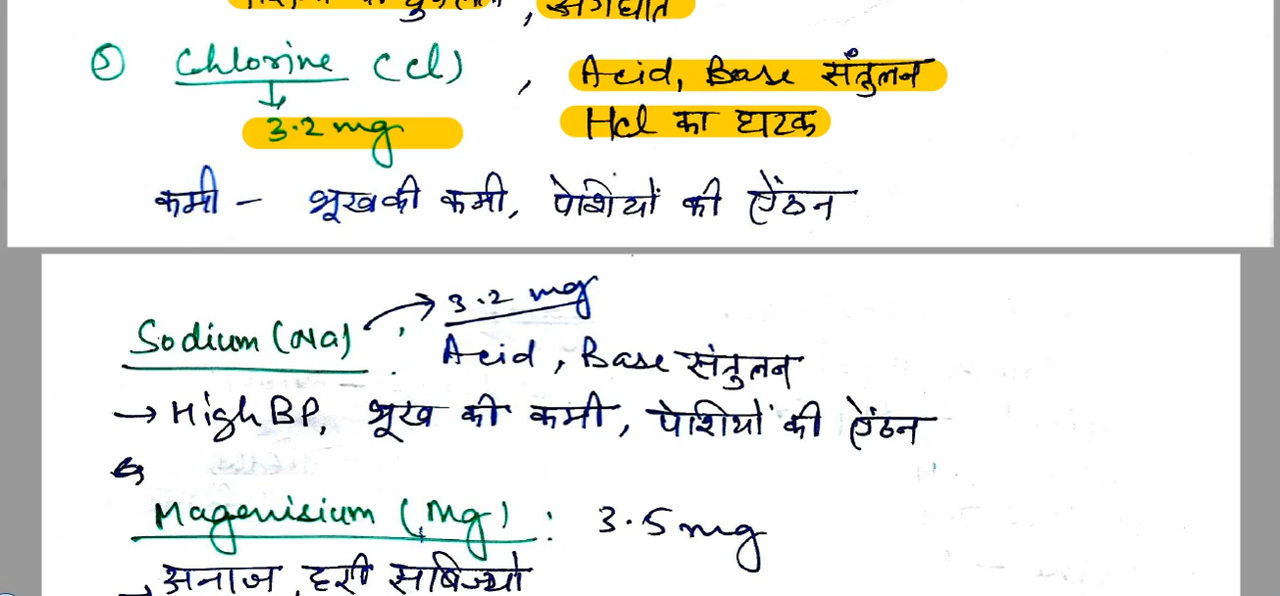 , अंगघात
⑤ Chlorine (Cl) , Acid, Base संतुलन
3.2 mg HCl का घटक
कमी - भूख की कमी, पेशियों की ऐंठन
3.2 mg
Sodium (Na) : Acid, Base संतुलन
→ High BP, भूख की कमी, पेशियों की ऐंठन
Magenisium (Mg) : 3.5 mg
→ अनाज, हरी सब्जियों